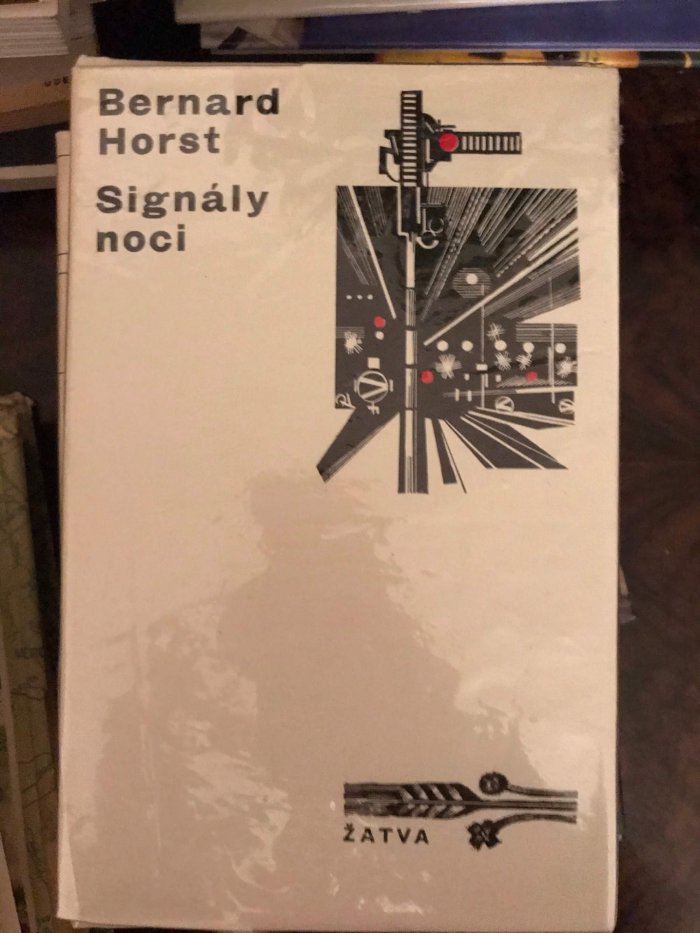 Bernard
Horst
Signály
noci
ŽATVA